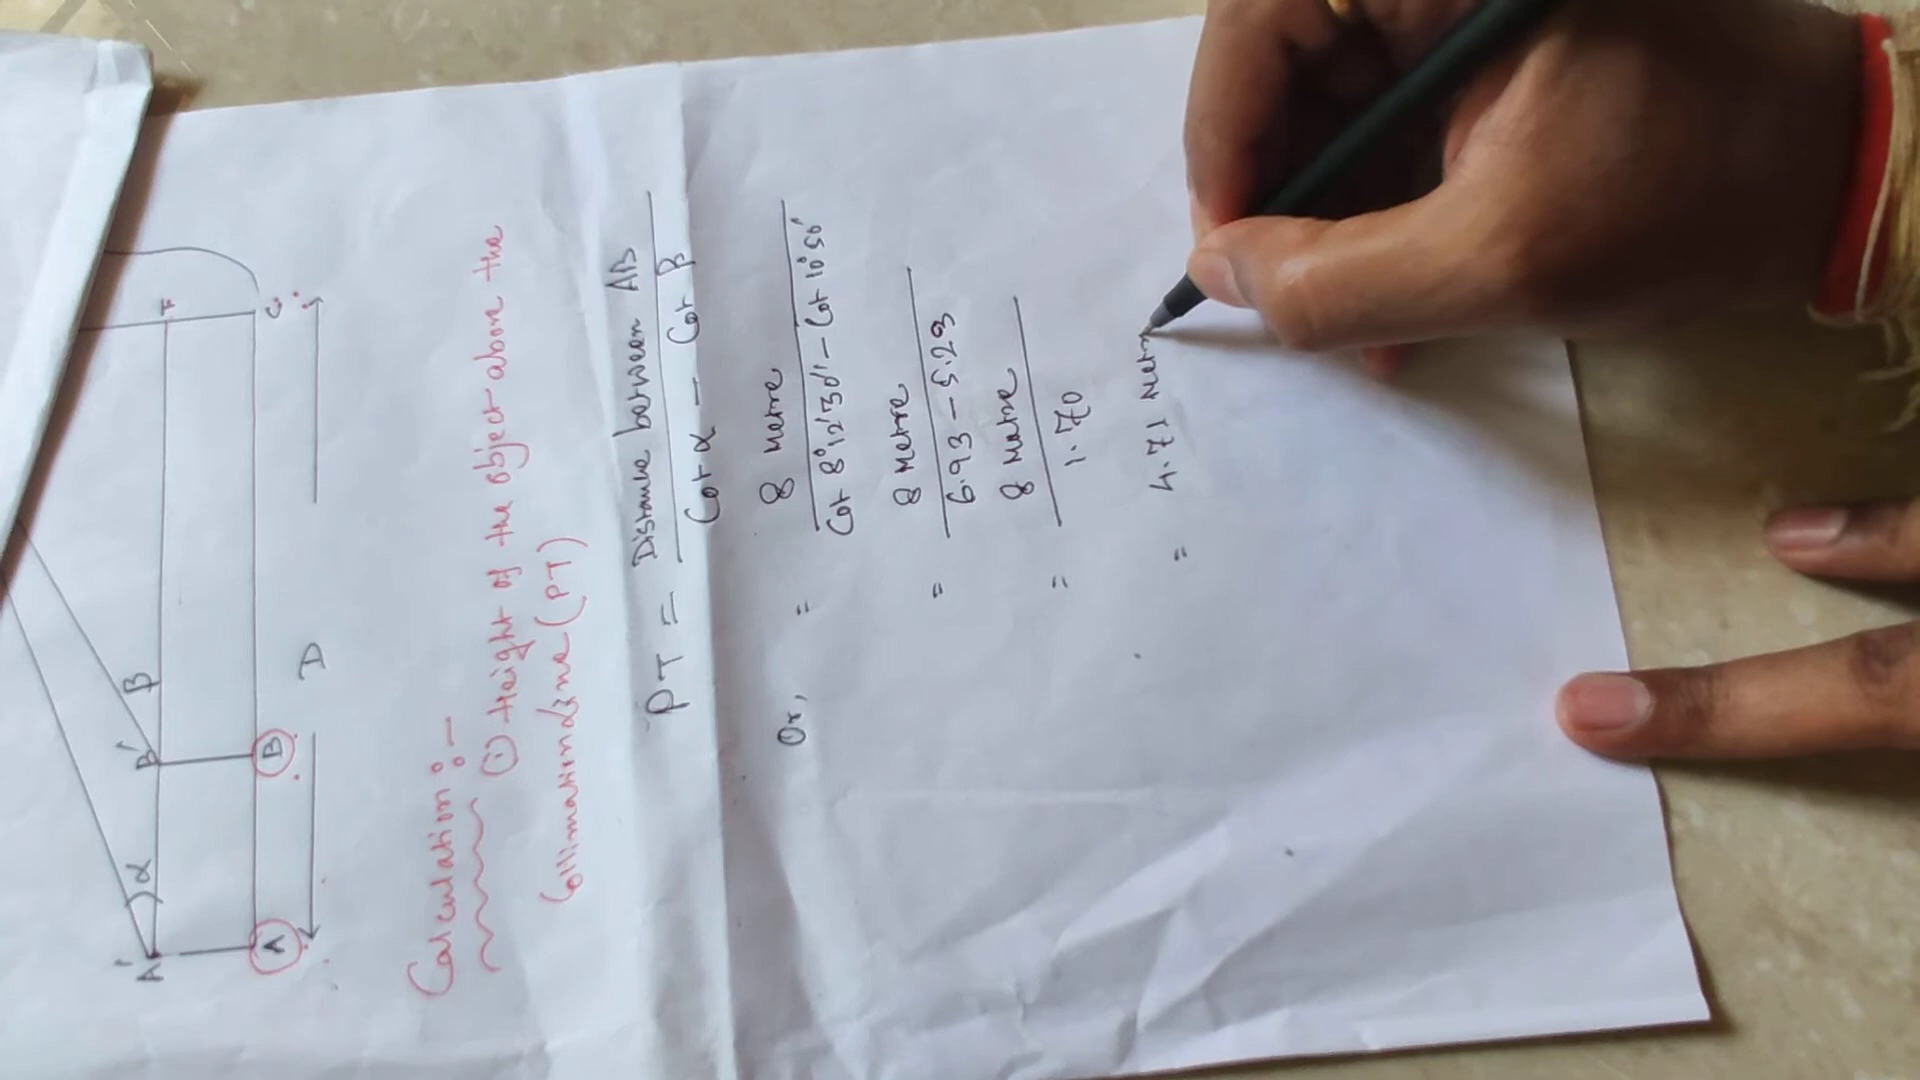 T
C
A'
α
B'
β
A
B
D
Calculation :-
(i) Height of the object above the
Collimation Line (PT)
PT = Distance between AB
Cot α - Cot β
Or, = 8 Metre
Cot 8°12'30" - Cot 10°50'
= 8 Metre
6.93 - 5.23
= 8 Metre
1.70
= 4.71 Metr